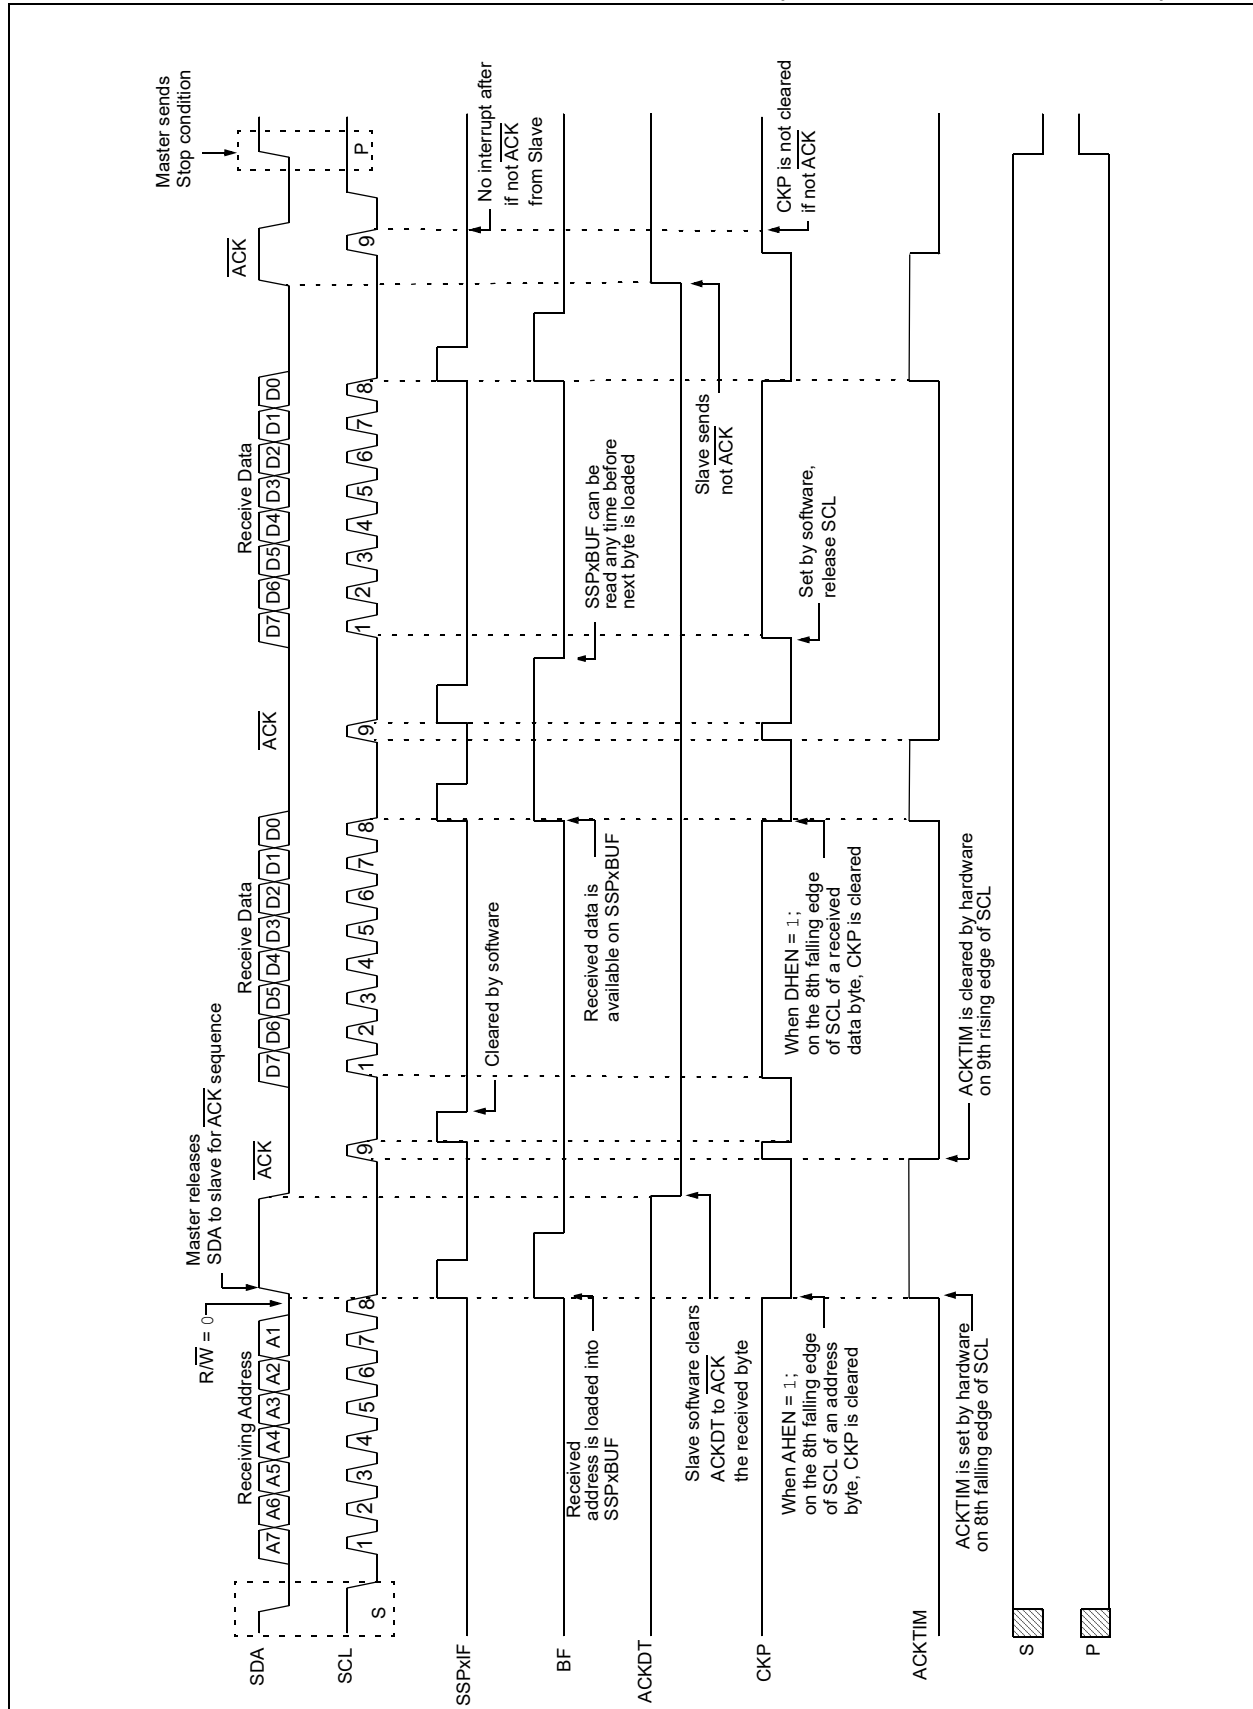 Master sends
Stop condition
Master releases
SDA to slave for ACK sequence
R/W = 0
Receiving Address
Receive Data
Receive Data
ACK
ACK
ACK
SDA
A7 A6 A5 A4 A3 A2 A1
D7 D6 D5 D4 D3 D2 D1 D0
D7 D6 D5 D4 D3 D2 D1 D0
SCL
S
1 2 3 4 5 6 7 8
9
1 2 3 4 5 6 7 8
9
1 2 3 4 5 6 7 8
9
P
SSPxIF
Cleared by software
No interrupt after
if not ACK
from Slave
BF
Received
address is loaded into
SSPxBUF
Received data is
available on SSPxBUF
SSPxBUF can be
read any time before
next byte is loaded
ACKDT
Slave software clears
ACKDT to ACK
the received byte
Slave sends
not ACK
CKP
When AHEN = 1;
on the 8th falling edge
of SCL of an address
byte, CKP is cleared
When DHEN = 1;
on the 8th falling edge
of SCL of a received
data byte, CKP is cleared
Set by software,
release SCL
CKP is not cleared
if not ACK
ACKTIM
ACKTIM is set by hardware
on 8th falling edge of SCL
ACKTIM is cleared by hardware
on 9th rising edge of SCL
S
P